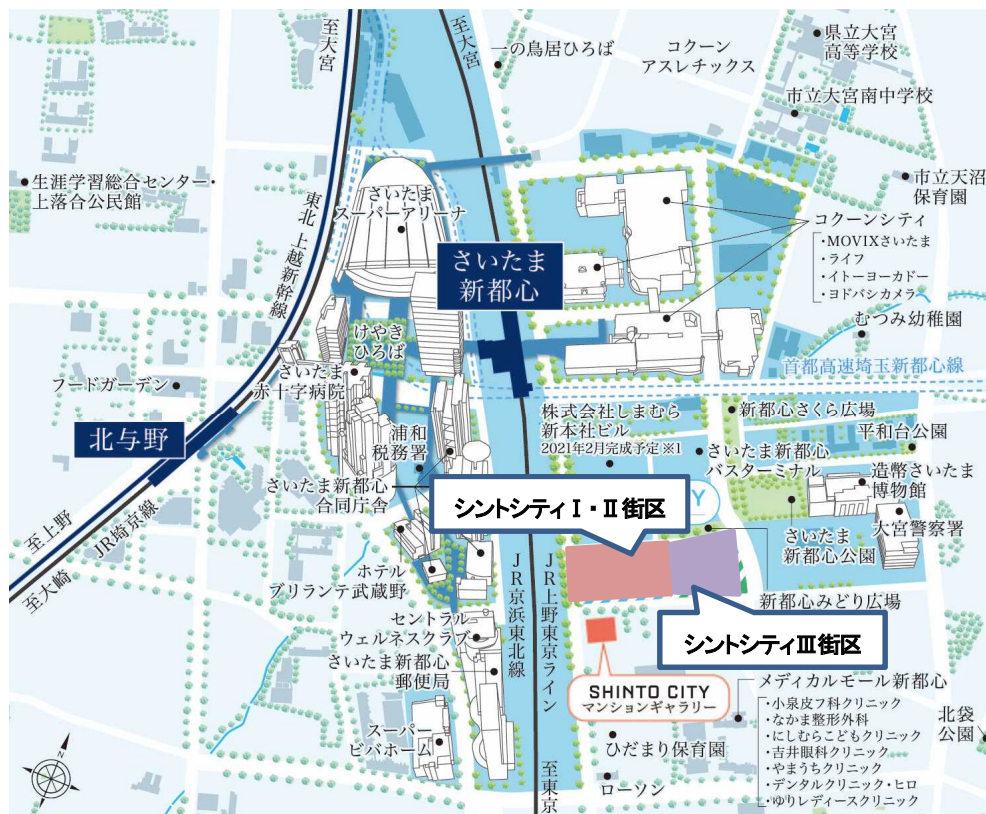 至大宮
至大宮
一の鳥居ひろば
コクーン
アスレチックス
県立大宮
高等学校
市立大宮南中学校
生涯学習総合センター・
上落合公民館
東北 上越新幹線
さいたま
スーパーアリーナ
市立天沼
保育園
コクーンシティ
・MOVIXさいたま
・ライフ
・イトーヨーカドー
・ヨドバシカメラ
さいたま
新都心
むつみ幼稚園
けやき
ひろば
首都高速埼玉新都心線
フードガーデン
さいたま
赤十字病院
北与野
浦和
税務署
株式会社しまむら
新本社ビル
2021年2月完成予定 ※1
新都心さくら広場
平和台公園
さいたま新都心
バスターミナル
造幣さいたま
博物館
さいたま新都心
合同庁舎
シントシティⅠ・Ⅱ街区
CITY
さいたま
新都心公園
大宮警察署
至上野
JR埼京線
至大崎
ホテル
ブリランテ武蔵野
JR京浜東北線
JR上野東京ライン
新都心みどり広場
セントラル
ウェルネスクラブ
シントシティⅢ街区
さいたま新都心
郵便局
SHINTO CITY
マンションギャラリー
メディカルモール新都心
・小泉皮フ科クリニック
・なかま整形外科
・にしむらこどもクリニック
・吉井眼科クリニック
・やまうちクリニック
・デンタルクリニック・ヒロ
・ゆりレディースクリニック
北袋
公園
スーパー
ビバホーム
ひだまり保育園
ローソン
至東京